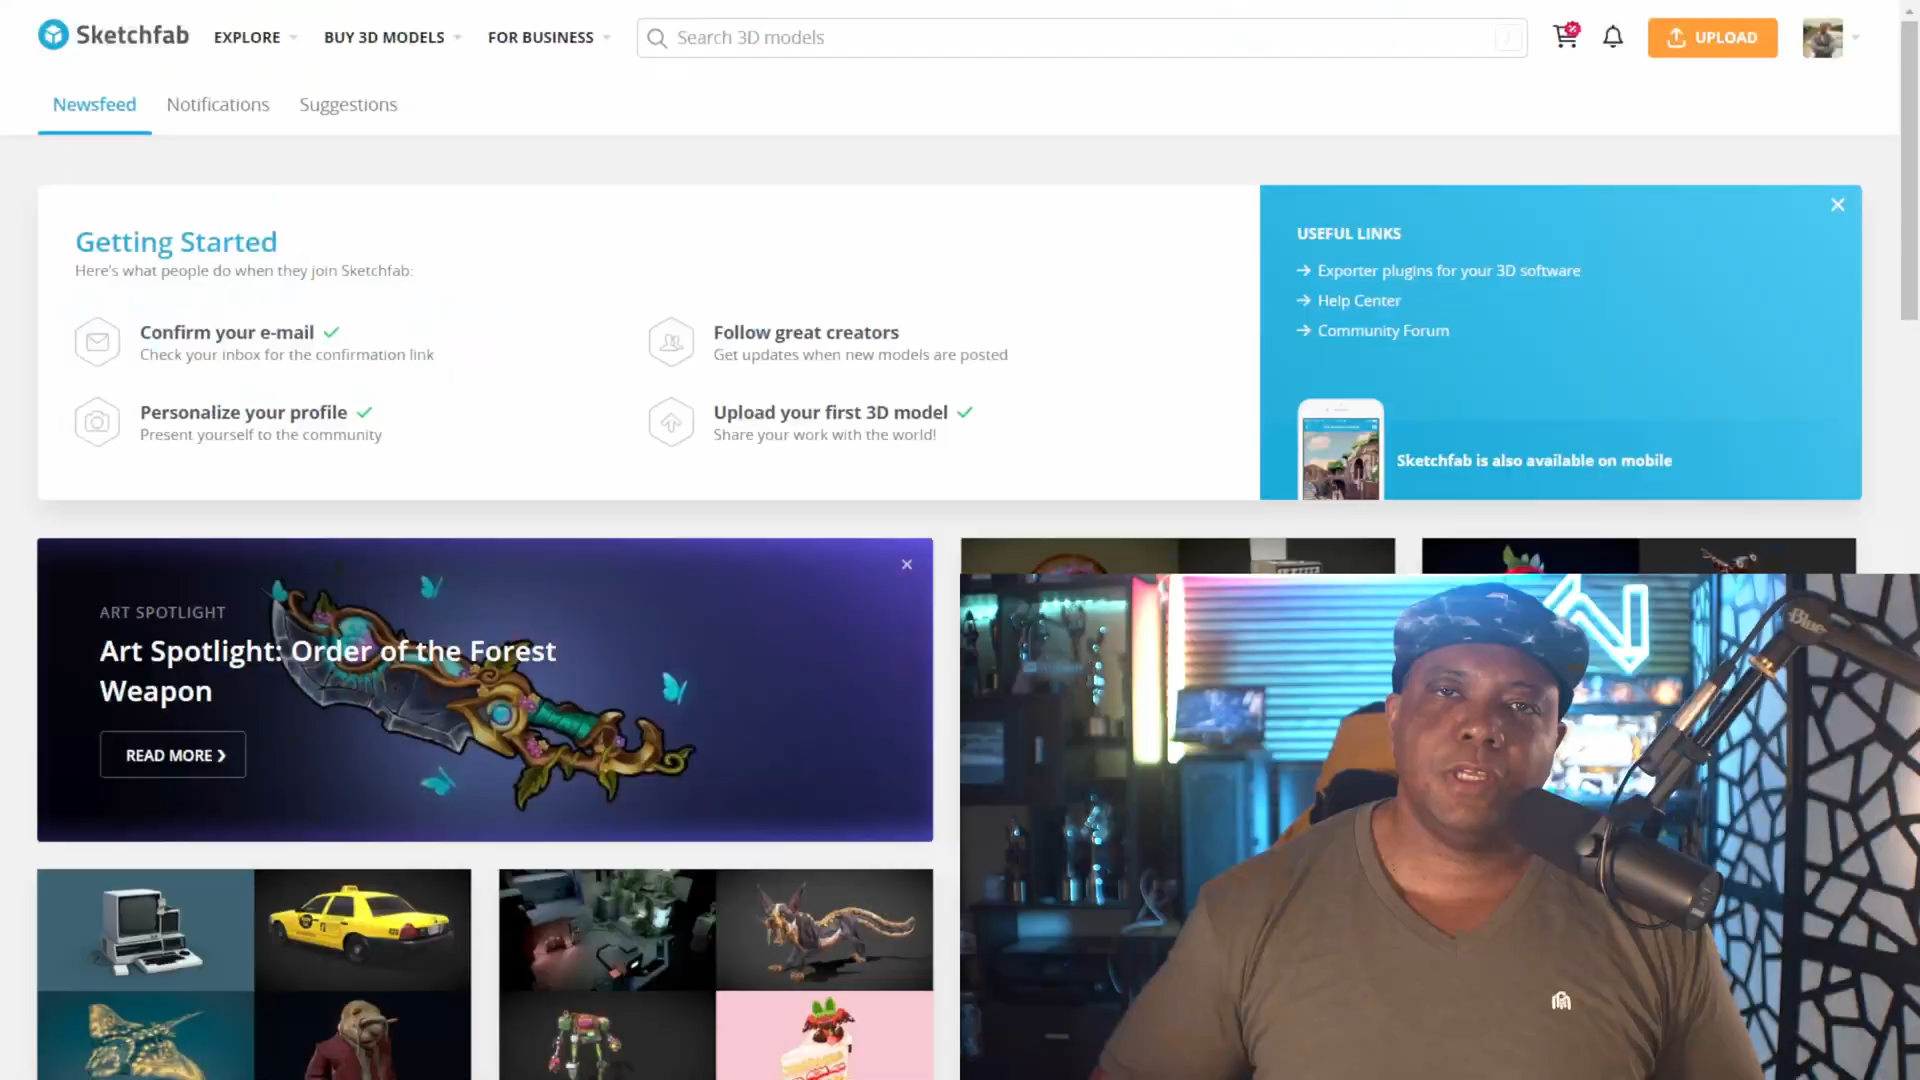 Sketchfab
EXPLORE
BUY 3D MODELS
FOR BUSINESS
Search 3D models
/
UPLOAD
Newsfeed
Notifications
Suggestions
Getting Started
Here's what people do when they join Sketchfab:
Confirm your e-mail
Check your inbox for the confirmation link
Follow great creators
Get updates when new models are posted
Personalize your profile
Present yourself to the community
Upload your first 3D model
Share your work with the world!
USEFUL LINKS
Exporter plugins for your 3D software
Help Center
Community Forum
Sketchfab is also available on mobile
ART SPOTLIGHT
Art Spotlight: Order of the Forest
Weapon
READ MORE
Blue